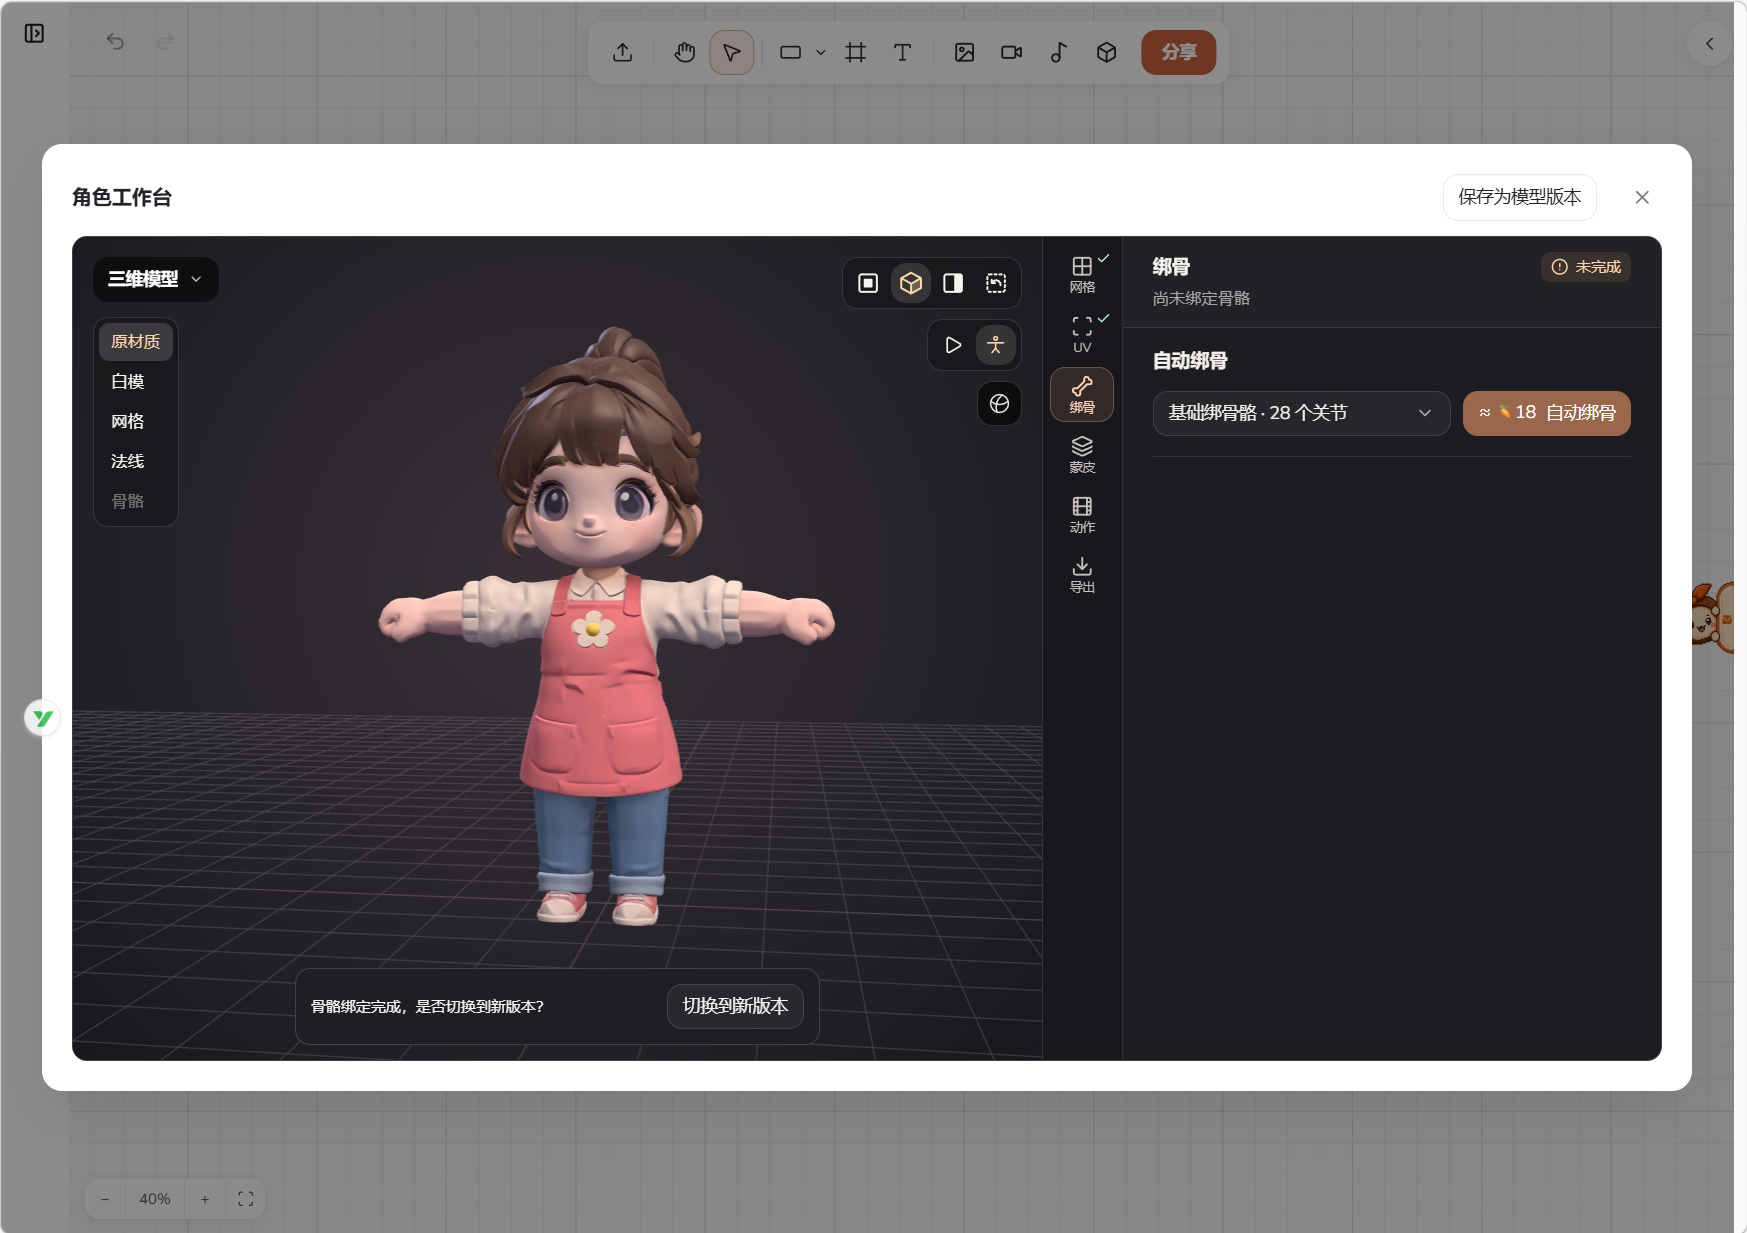 分享
角色工作台
保存为模型版本
三维模型
原材质
白模
网格
法线
骨骼
网格
UV
绑骨
蒙皮
动作
导出
绑骨
未完成
尚未绑定骨骼
自动绑骨
基础绑骨骼 · 28 个关节
≈ 18 自动绑骨
骨骼绑定完成，是否切换到新版本?
切换到新版本
40%